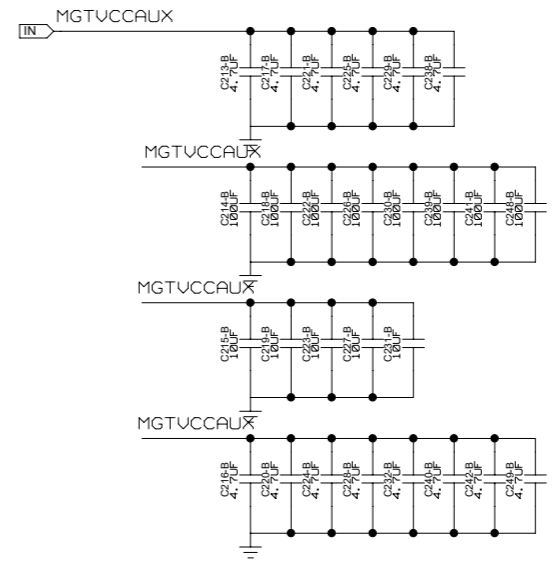 MGTVCCAUX
IN
C213-B 4.7UF
C217-B 4.7UF
C221-B 4.7UF
C225-B 4.7UF
C229-B 4.7UF
C238-B 4.7UF
MGTVCCAUX
C214-B 100UF
C218-B 100UF
C222-B 100UF
C226-B 100UF
C230-B 100UF
C239-B 100UF
C241-B 100UF
C248-B 100UF
MGTVCCAUX
C215-B 10UF
C219-B 10UF
C223-B 10UF
C227-B 10UF
C231-B 10UF
MGTVCCAUX
C216-B 4.7UF
C220-B 4.7UF
C224-B 4.7UF
C228-B 4.7UF
C232-B 4.7UF
C240-B 4.7UF
C242-B 4.7UF
C249-B 4.7UF